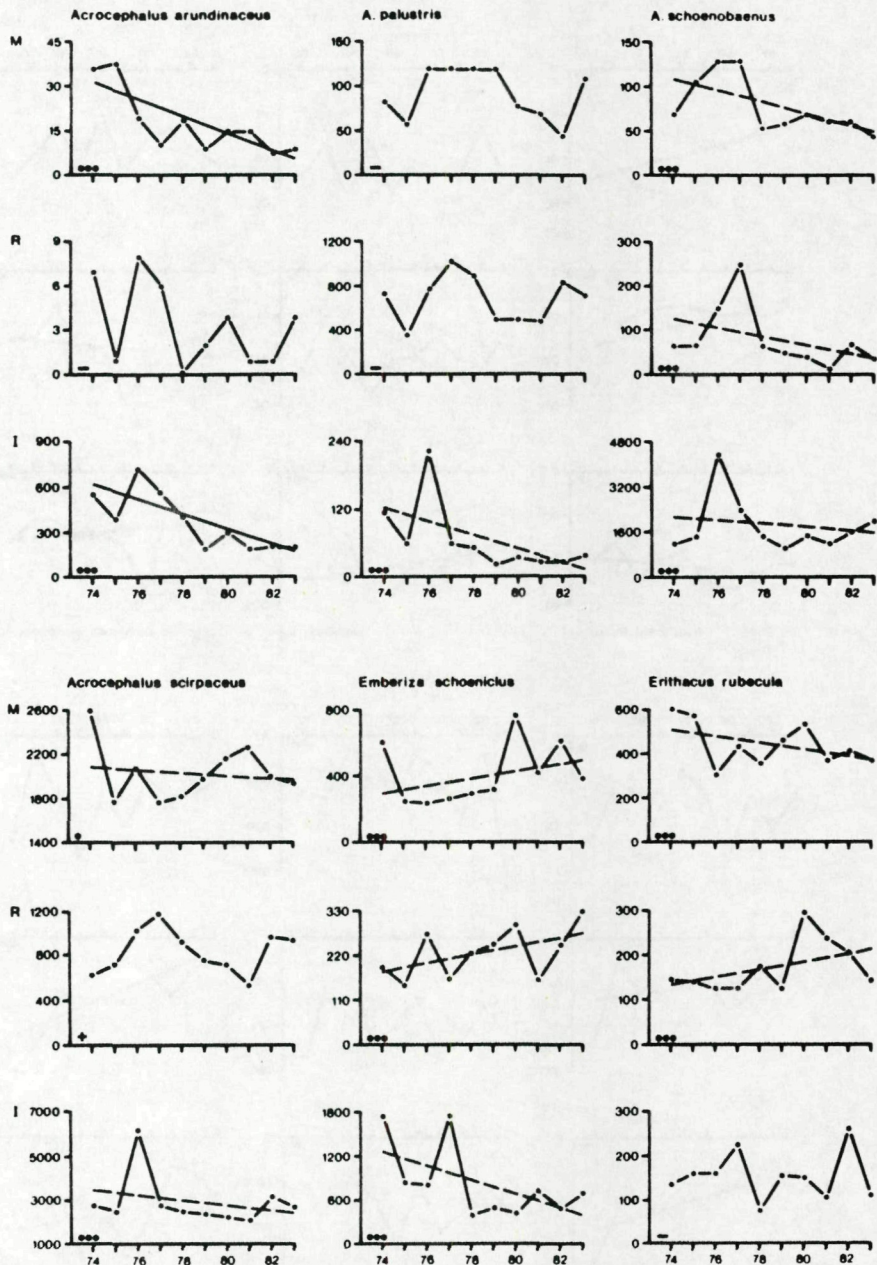 Acrocephalus arundinaceus A. palustris A. schoenobaenus
M 45 30 15 0
150 100 50 0
150 100 50 0
74 76 78 80 82
R 9 6 3 0
1200 800 400 0
300 200 100 0
I 900 600 300 0
240 120 0
4800 3200 1600 0
74 76 78 80 82 74 76 78 80 82 74 76 78 80 82
Acrocephalus scirpaceus Emberiza schoeniclus Erithacus rubecula
M 2600 2200 1800 1400
800 400 0
600 400 200 0
R 1200 800 400 0
330 220 110 0
300 200 100 0
I 7000 5000 3000 1000
1800 1200 600 0
300 200 100 0
74 76 78 80 82 74 76 78 80 82 74 76 78 80 82